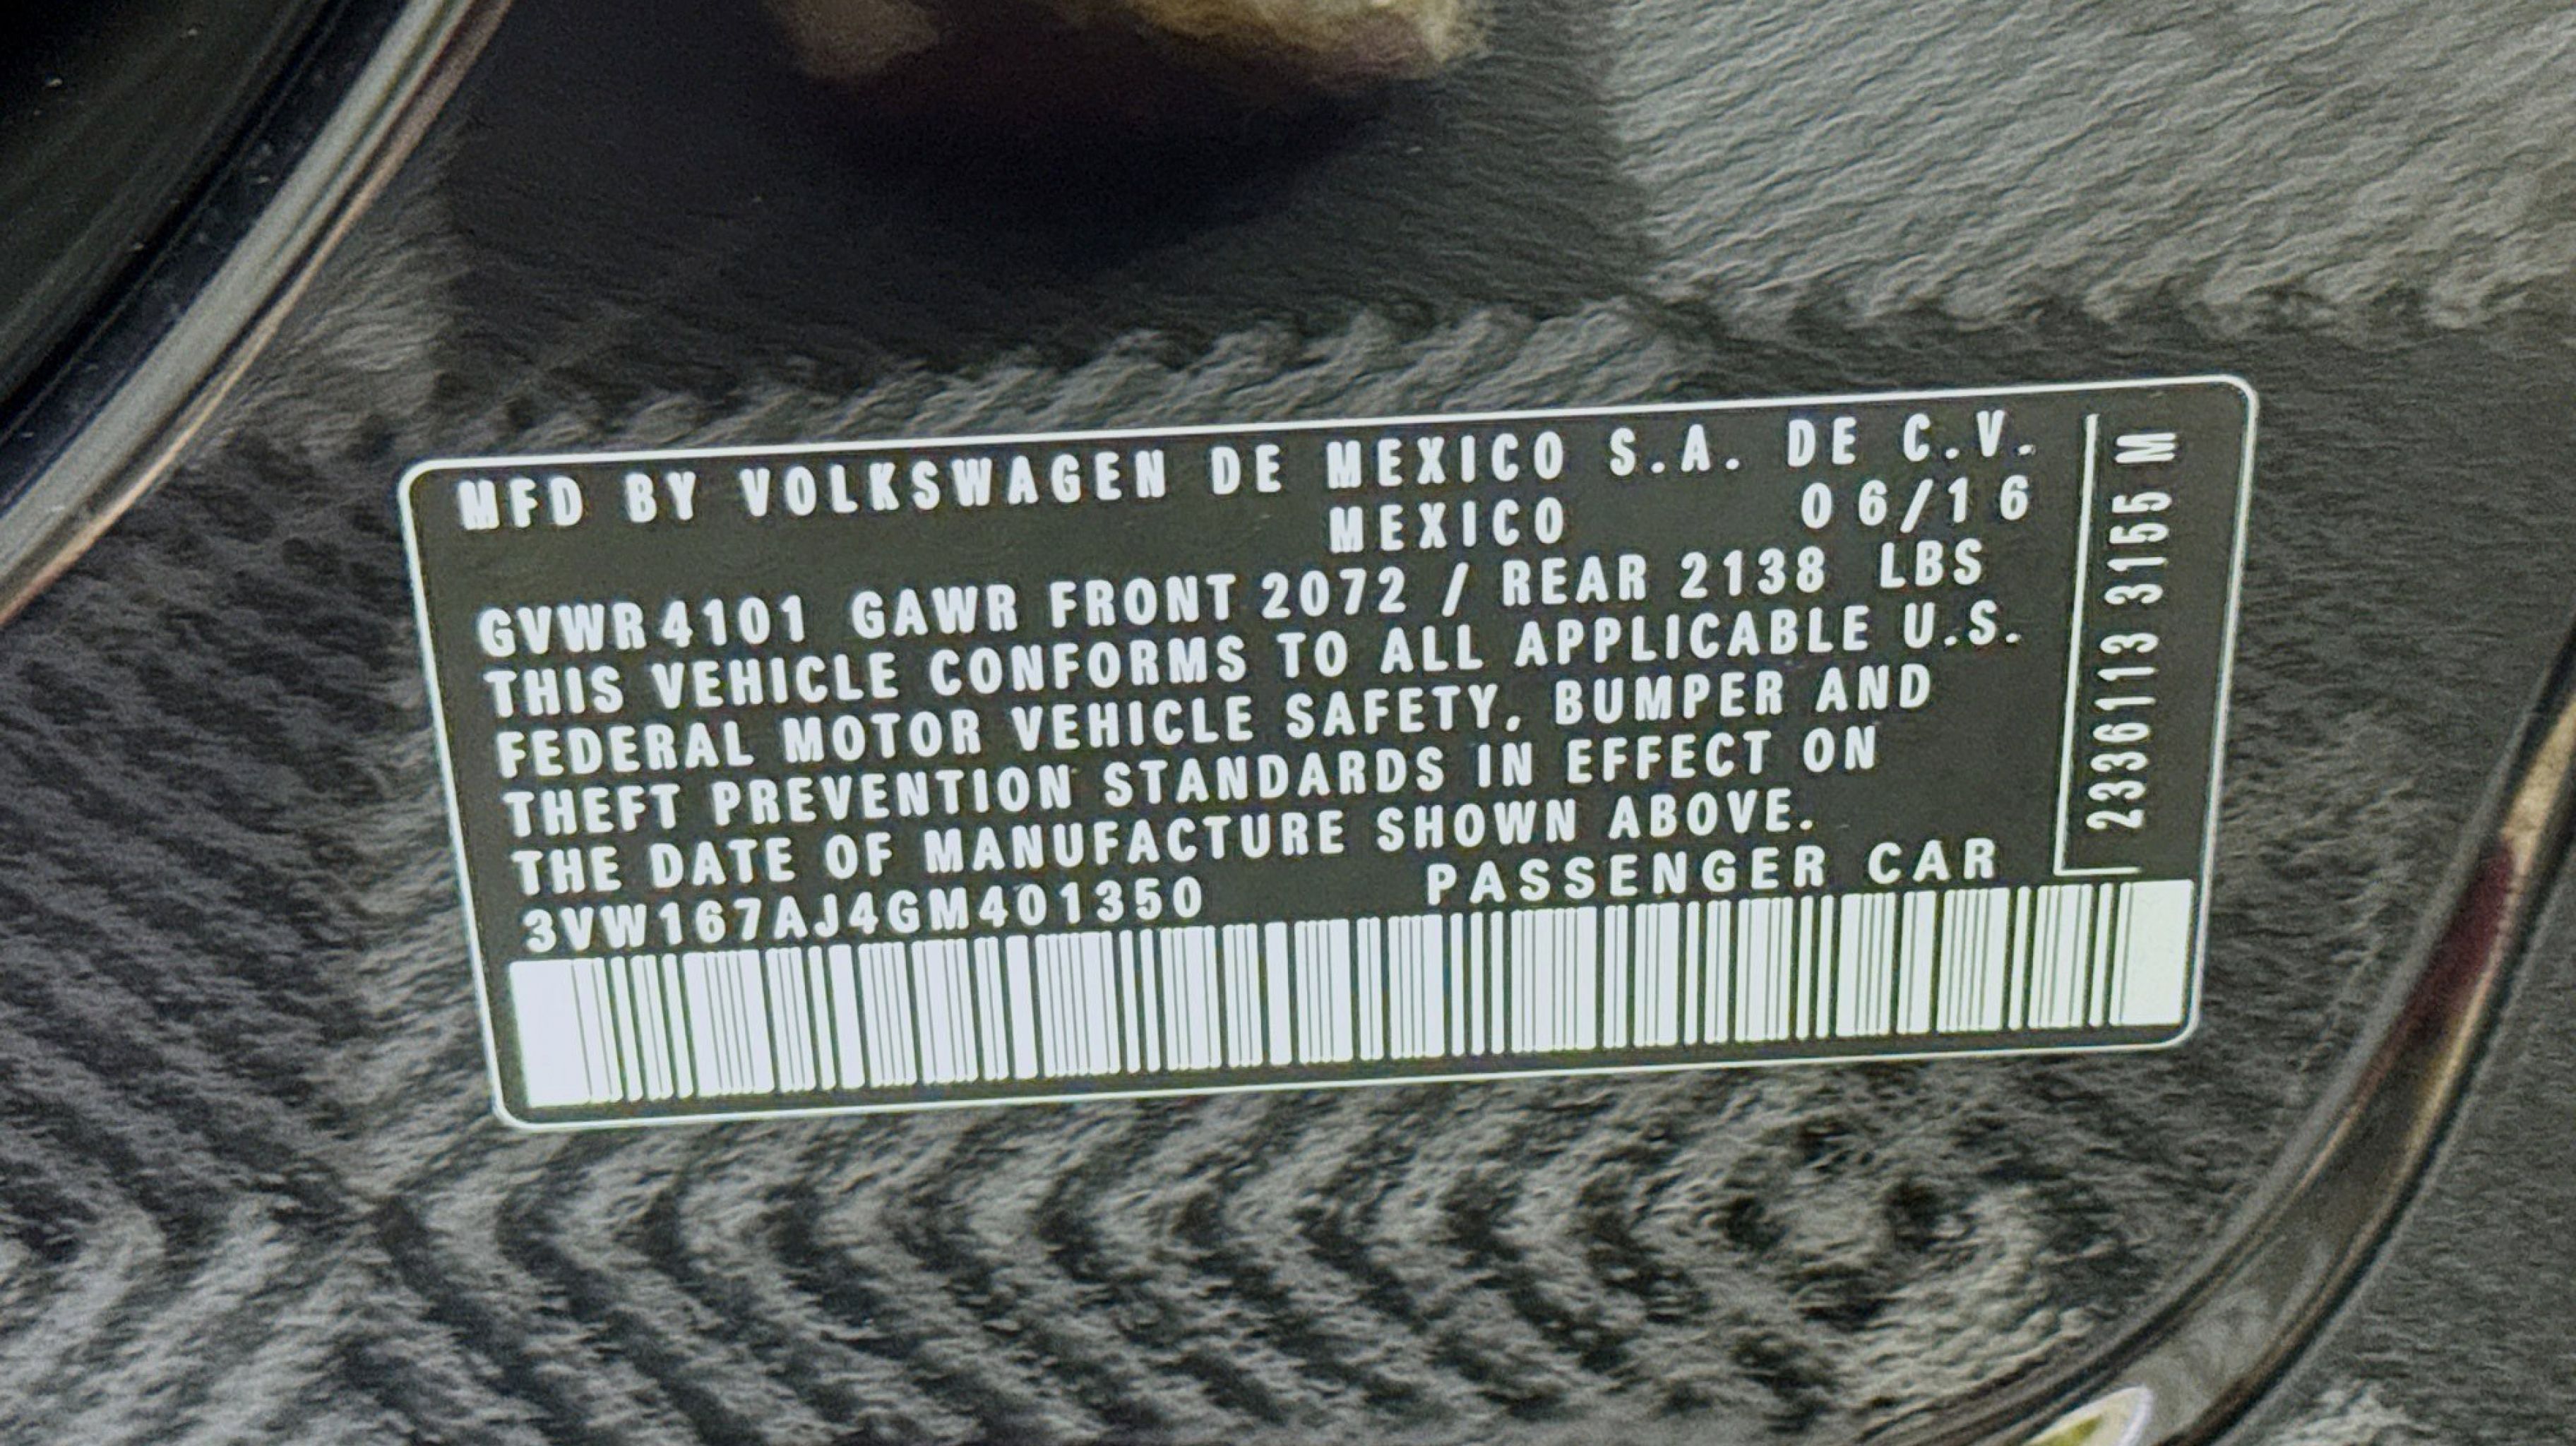 MFD BY VOLKSWAGEN DE MEXICO S.A. DE C.V.
MEXICO 06/16
GVWR 4101 GAWR FRONT 2072 / REAR 2138 LBS
THIS VEHICLE CONFORMS TO ALL APPLICABLE U.S.
FEDERAL MOTOR VEHICLE SAFETY, BUMPER AND
THEFT PREVENTION STANDARDS IN EFFECT ON
THE DATE OF MANUFACTURE SHOWN ABOVE.
3VW167AJ4GM401350 PASSENGER CAR
2336113 3155 M